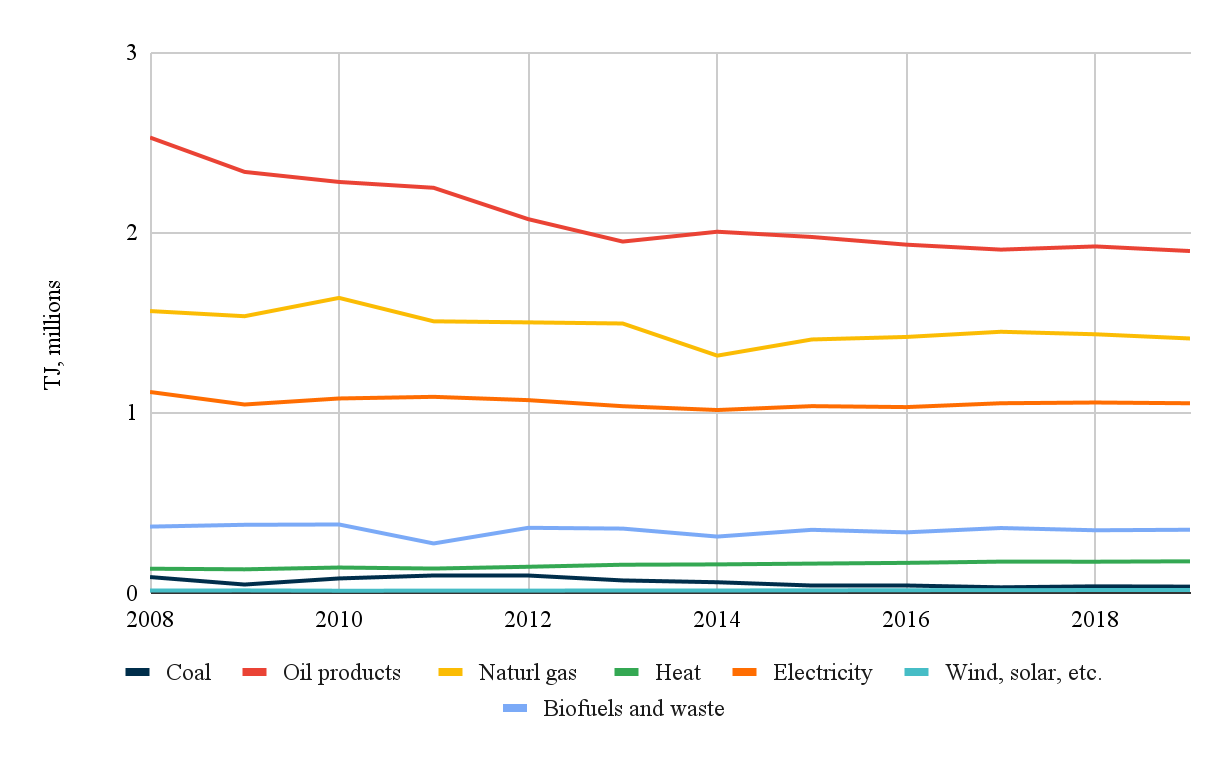 3
2
1
0
TJ, millions
2008 2010 2012 2014 2016 2018
Coal Oil products Naturl gas Heat Electricity Wind, solar, etc.
Biofuels and waste